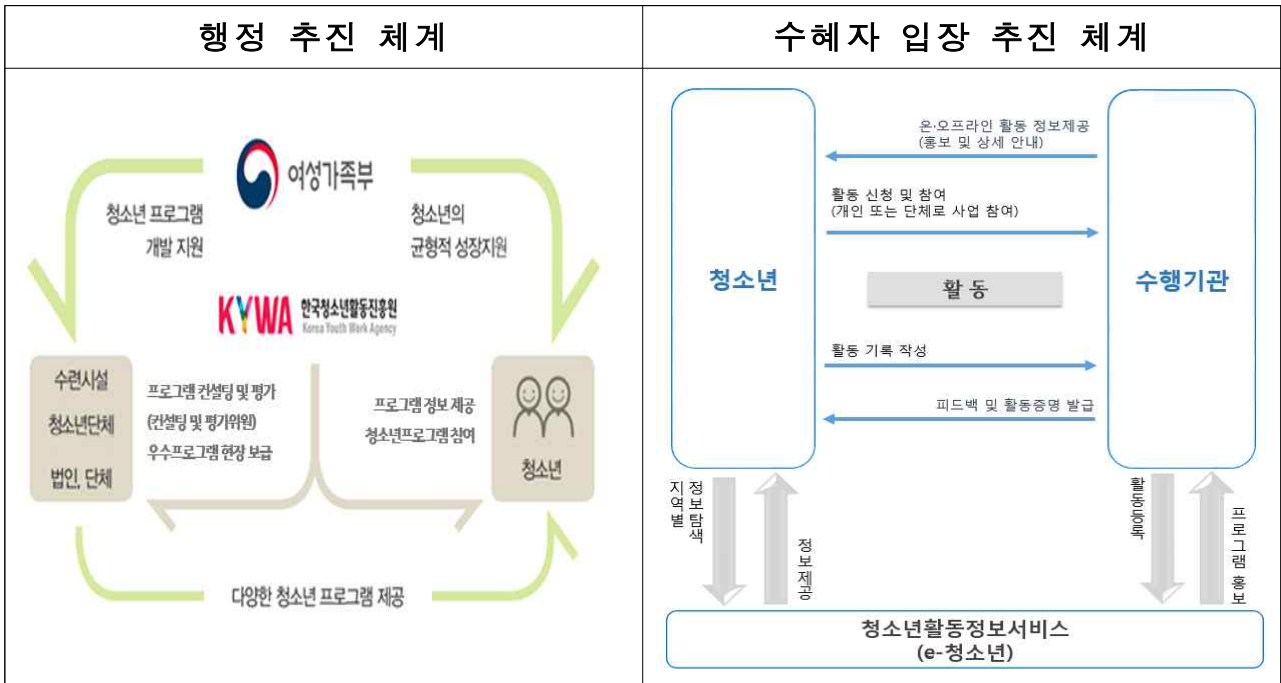 행정 추진 체계
여성가족부
청소년 프로그램
개발 지원
청소년의
균형적 성장지원
KYWA 한국청소년활동진흥원
Korea Youth Work Agency
수련시설
청소년단체
법인, 단체
프로그램 컨설팅 및 평가
(컨설팅 및 평가위원)
우수프로그램 현장 보급
프로그램 정보 제공
청소년프로그램 참여
청소년
다양한 청소년 프로그램 제공
수혜자 입장 추진 체계
온·오프라인 활동 정보제공
(홍보 및 상세 안내)
활동 신청 및 참여
(개인 또는 단체로 사업 참여)
청소년
활 동
수행기관
활동 기록 작성
피드백 및 활동증명 발급
지역별
정보탐색
정보제공
활동등록
프로그램 홍보
청소년활동정보서비스
(e-청소년)